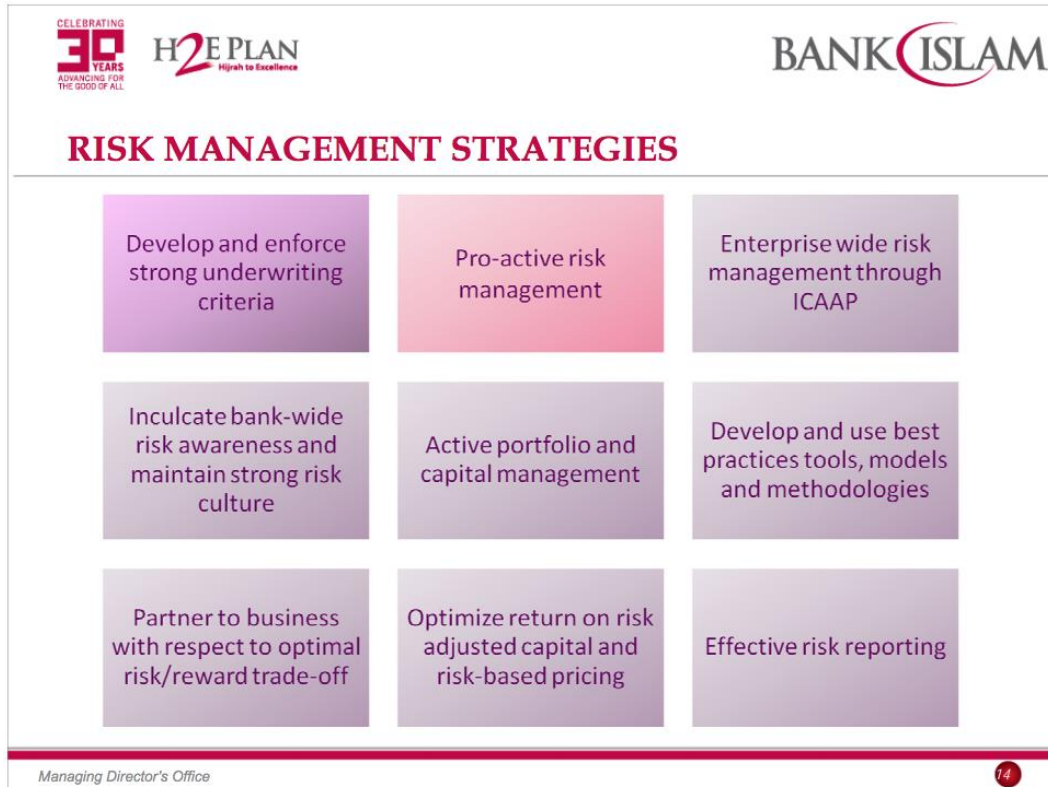 CELEBRATING
30
YEARS
ADVANCING FOR
THE GOOD OF ALL
H2E PLAN
Hijrah to Excellence
BANK ISLAM
RISK MANAGEMENT STRATEGIES
Develop and enforce
strong underwriting
criteria
Pro-active risk
management
Enterprise wide risk
management through
ICAAP
Inculcate bank-wide
risk awareness and
maintain strong risk
culture
Active portfolio and
capital management
Develop and use best
practices tools, models
and methodologies
Partner to business
with respect to optimal
risk/reward trade-off
Optimize return on risk
adjusted capital and
risk-based pricing
Effective risk reporting
Managing Director's Office
14